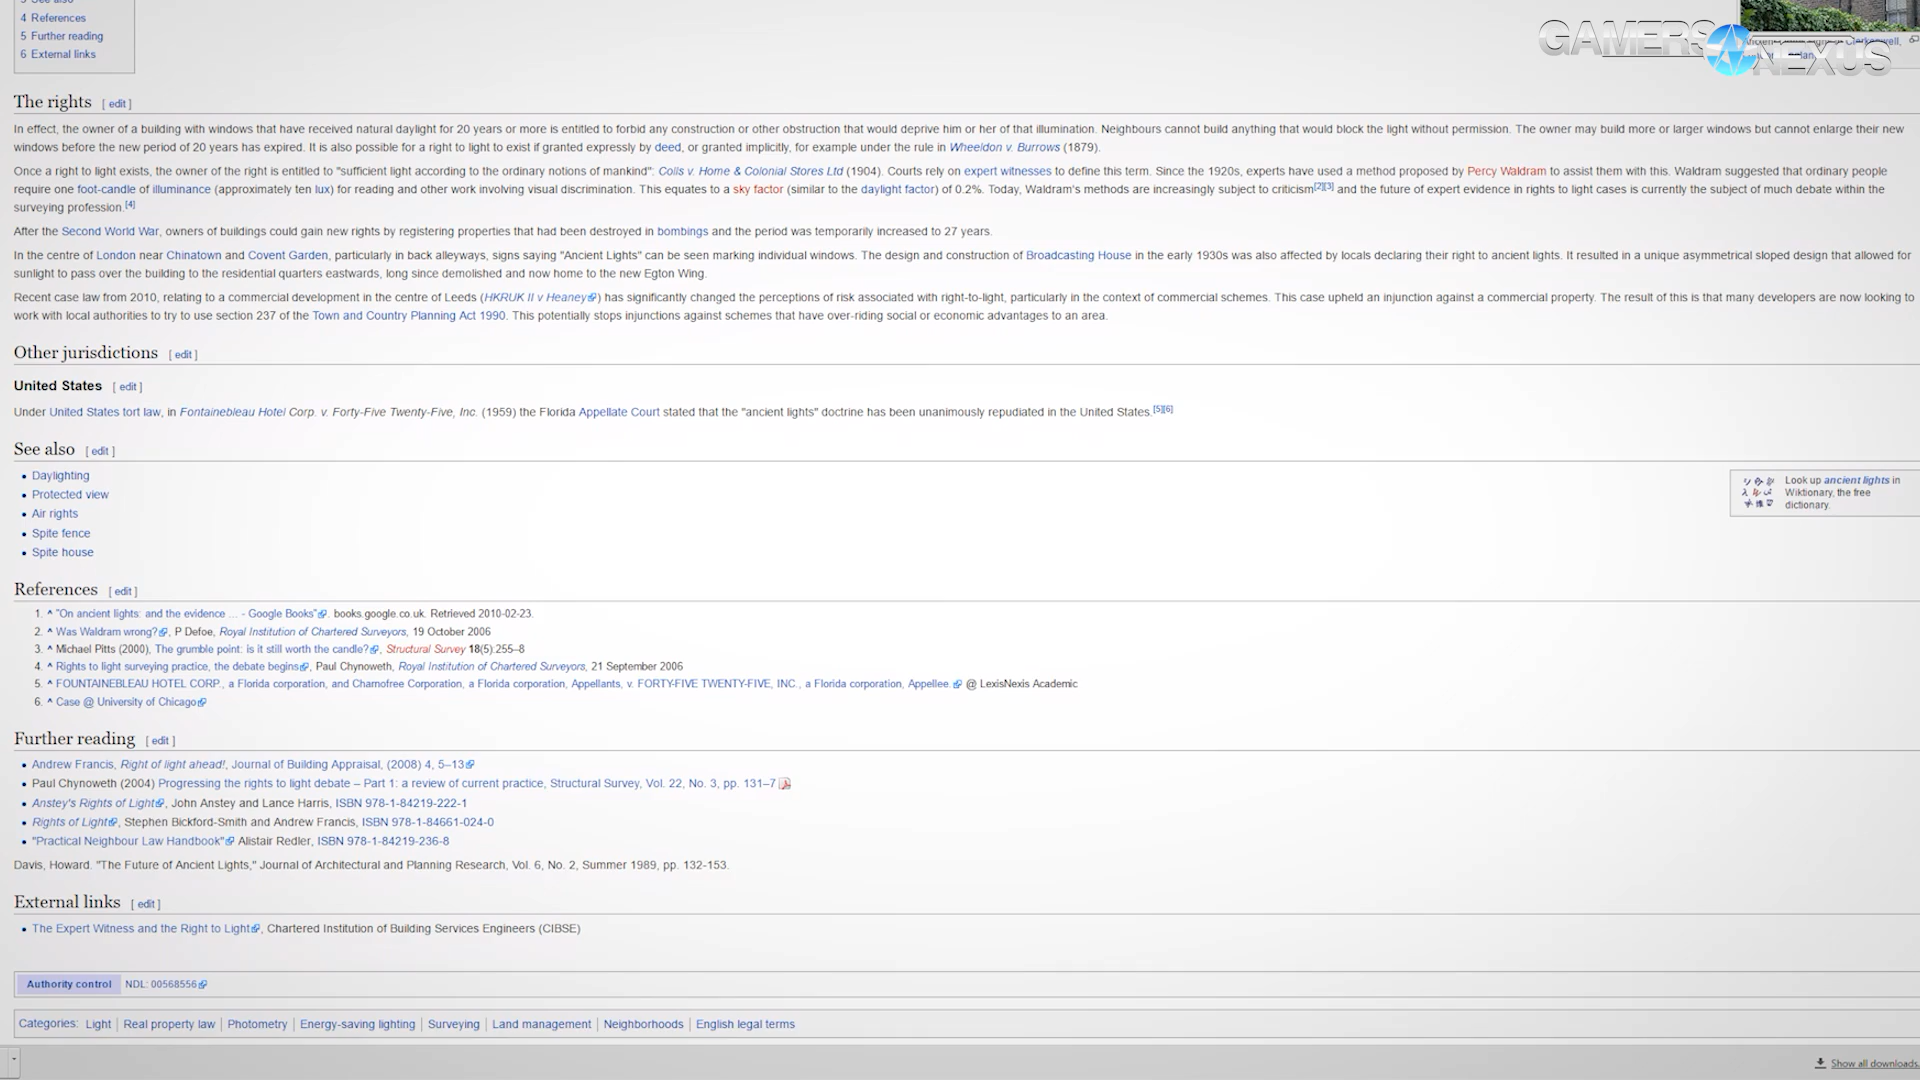 4 References
5 Further reading
6 External links
GAMERS NEXUS
The rights [ edit ]
In effect, the owner of a building with windows that have received natural daylight for 20 years or more is entitled to forbid any construction or other obstruction that would deprive him or her of that illumination. Neighbours cannot build anything that would block the light without permission. The owner may build more or larger windows but cannot enlarge their new
windows before the new period of 20 years has expired. It is also possible for a right to light to exist if granted expressly by deed, or granted implicitly, for example under the rule in Wheeldon v. Burrows (1879).
Once a right to light exists, the owner of the right is entitled to "sufficient light according to the ordinary notions of mankind": Colls v. Home & Colonial Stores Ltd (1904). Courts rely on expert witnesses to define this term. Since the 1920s, experts have used a method proposed by Percy Waldram to assist them with this. Waldram suggested that ordinary people
require one foot-candle of illuminance (approximately ten lux) for reading and other work involving visual discrimination. This equates to a sky factor (similar to the daylight factor) of 0.2%. Today, Waldram's methods are increasingly subject to criticism[2][3] and the future of expert evidence in rights to light cases is currently the subject of much debate within the
surveying profession.[4]
After the Second World War, owners of buildings could gain new rights by registering properties that had been destroyed in bombings and the period was temporarily increased to 27 years.
In the centre of London near Chinatown and Covent Garden, particularly in back alleyways, signs saying "Ancient Lights" can be seen marking individual windows. The design and construction of Broadcasting House in the early 1930s was also affected by locals declaring their right to ancient lights. It resulted in a unique asymmetrical sloped design that allowed for
sunlight to pass over the building to the residential quarters eastwards, long since demolished and now home to the new Egton Wing.
Recent case law from 2010, relating to a commercial development in the centre of Leeds (HKRUK II v Heaney) has significantly changed the perceptions of risk associated with right-to-light, particularly in the context of commercial schemes. This case upheld an injunction against a commercial property. The result of this is that many developers are now looking to
work with local authorities to try to use section 237 of the Town and Country Planning Act 1990. This potentially stops injunctions against schemes that have over-riding social or economic advantages to an area.
Other jurisdictions [ edit ]
United States [ edit ]
Under United States tort law, in Fontainebleau Hotel Corp. v. Forty-Five Twenty-Five, Inc. (1959) the Florida Appellate Court stated that the "ancient lights" doctrine has been unanimously repudiated in the United States.[5][6]
See also [ edit ]
Daylighting
Protected view
Air rights
Spite fence
Spite house
Look up ancient lights in
Wiktionary, the free
dictionary.
References [ edit ]
1. ^ "On ancient lights: and the evidence ... - Google Books". books.google.co.uk. Retrieved 2010-02-23.
2. ^ Was Waldram wrong?, P Defoe, Royal Institution of Chartered Surveyors, 19 October 2006
3. ^ Michael Pitts (2000), The grumble point: is it still worth the candle?, Structural Survey 18(5):255–8
4. ^ Rights to light surveying practice, the debate begins, Paul Chynoweth, Royal Institution of Chartered Surveyors, 21 September 2006
5. ^ FOUNTAINEBLEAU HOTEL CORP., a Florida corporation, and Charnofree Corporation, a Florida corporation, Appellants, v. FORTY-FIVE TWENTY-FIVE, INC., a Florida corporation, Appellee. @ LexisNexis Academic
6. ^ Case @ University of Chicago
Further reading [ edit ]
Andrew Francis, Right of light ahead!, Journal of Building Appraisal, (2008) 4, 5–13
Paul Chynoweth (2004) Progressing the rights to light debate – Part 1: a review of current practice, Structural Survey, Vol. 22, No. 3, pp. 131–7
Anstey's Rights of Light, John Anstey and Lance Harris, ISBN 978-1-84219-222-1
Rights of Light, Stephen Bickford-Smith and Andrew Francis, ISBN 978-1-84661-024-0
"Practical Neighbour Law Handbook" Alistair Redler, ISBN 978-1-84219-236-8
Davis, Howard. "The Future of Ancient Lights," Journal of Architectural and Planning Research, Vol. 6, No. 2, Summer 1989, pp. 132-153.
External links [ edit ]
The Expert Witness and the Right to Light, Chartered Institution of Building Services Engineers (CIBSE)
Authority control NDL: 00568556
Categories: Light | Real property law | Photometry | Energy-saving lighting | Surveying | Land management | Neighborhoods | English legal terms
Show all downloads